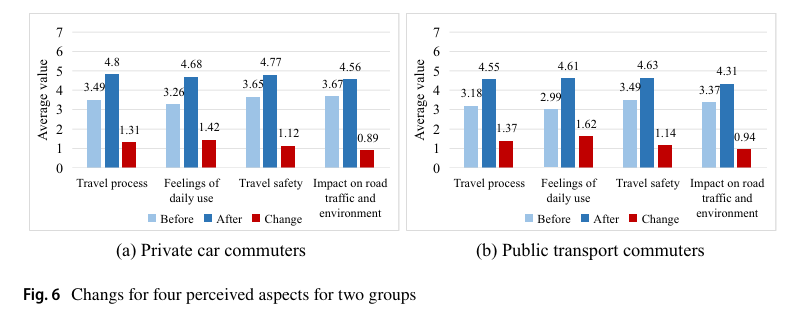 7
6
5
4
3
2
1
0
Average value
3.49
4.8
1.31
3.26
4.68
1.42
3.65
4.77
1.12
3.67
4.56
0.89
Travel process
Feelings of
daily use
Travel safety
Impact on road
traffic and
environment
Before After Change
(a) Private car commuters
7
6
5
4
3
2
1
0
Average value
3.18
4.55
1.37
2.99
4.61
1.62
3.49
4.63
1.14
3.37
4.31
0.94
Travel process
Feelings of
daily use
Travel safety
Impact on road
traffic and
environment
Before After Change
(b) Public transport commuters
Fig. 6 Changs for four perceived aspects for two groups